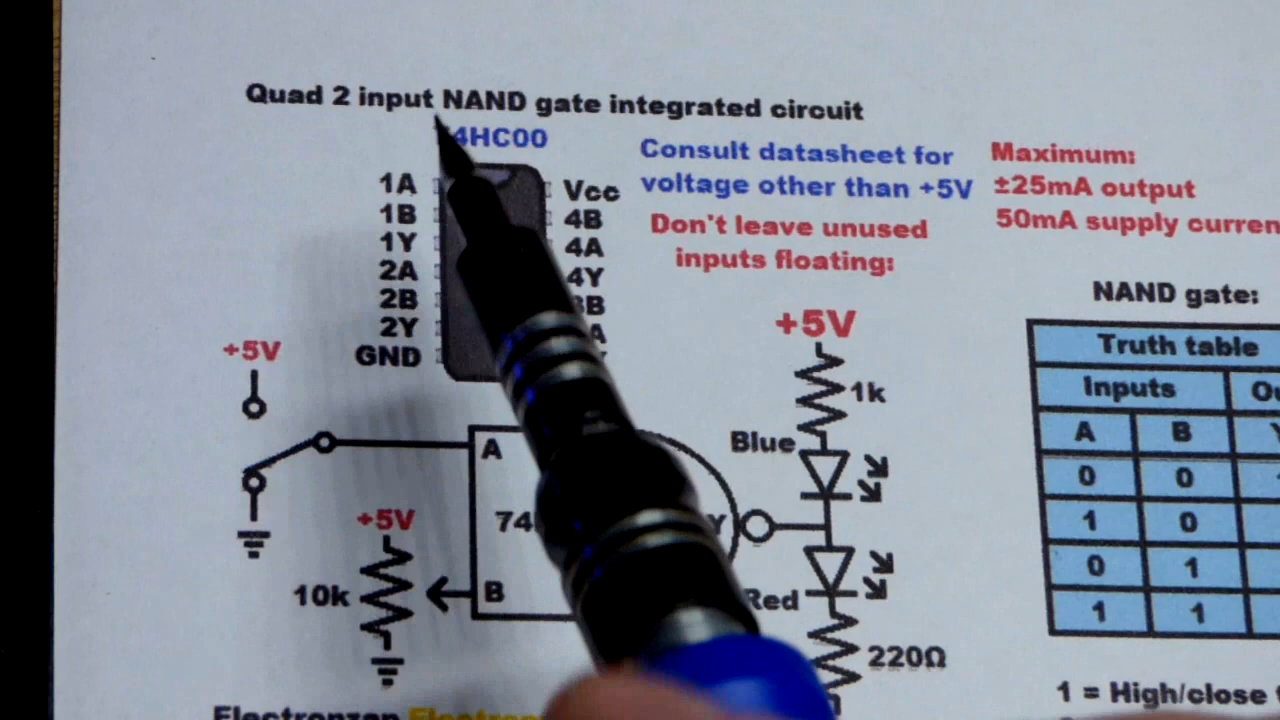 Quad 2 input NAND gate integrated circuit
4HC00
Consult datasheet for
voltage other than +5V
Don't leave unused
inputs floating:
Maximum:
±25mA output
50mA supply curren
1A
1B
1Y
2A
2B
2Y
GND
Vcc
4B
4A
4Y
3B
A
+5V
+5V
1k
Blue
A
74
Y
+5V
10k
B
Red
220Ω
NAND gate:
Truth table
Inputs
A B
0 0
1 0
0 1
1 1
1 = High/close